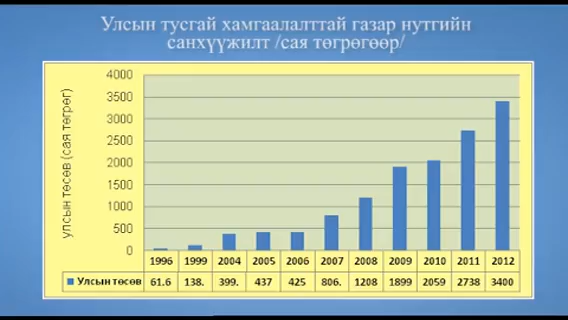 Улсын тусгай хамгаалалттай газар нутгийн
санхүүжилт /сая төгрөгөөр/
улсын төсөв (сая төгрөг)
4000
3500
3000
2500
2000
1500
1000
500
0
1996 1999 2004 2005 2006 2007 2008 2009 2010 2011 2012
Улсын төсөв 61.6 138. 399. 437 425 806. 1208 1899 2059 2738 3400